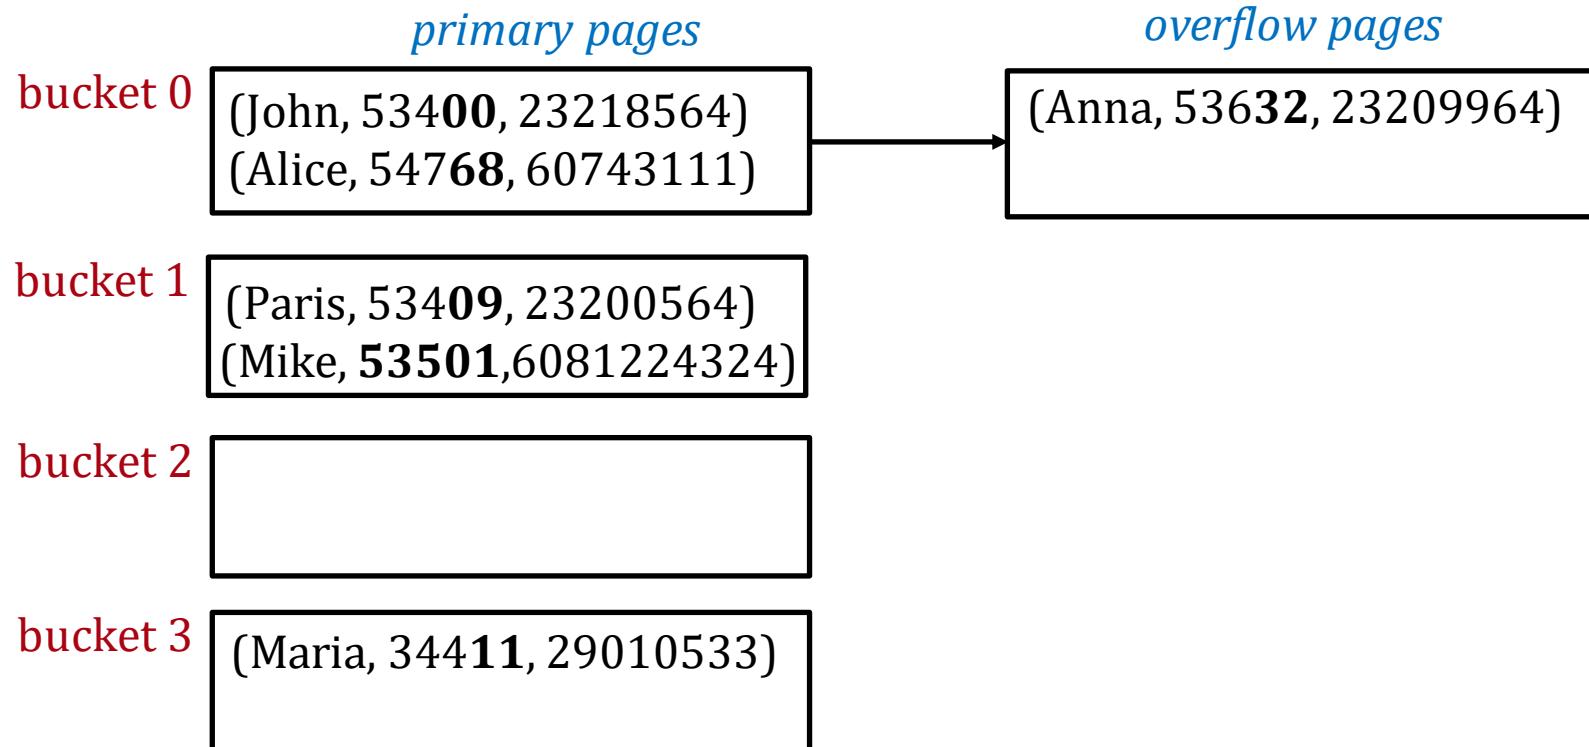 primary pages
overflow pages
bucket 0
(John, 53400, 23218564)
(Alice, 54768, 60743111)
(Anna, 53632, 23209964)
bucket 1
(Paris, 53409, 23200564)
(Mike, 53501,6081224324)
bucket 2
bucket 3
(Maria, 34411, 29010533)